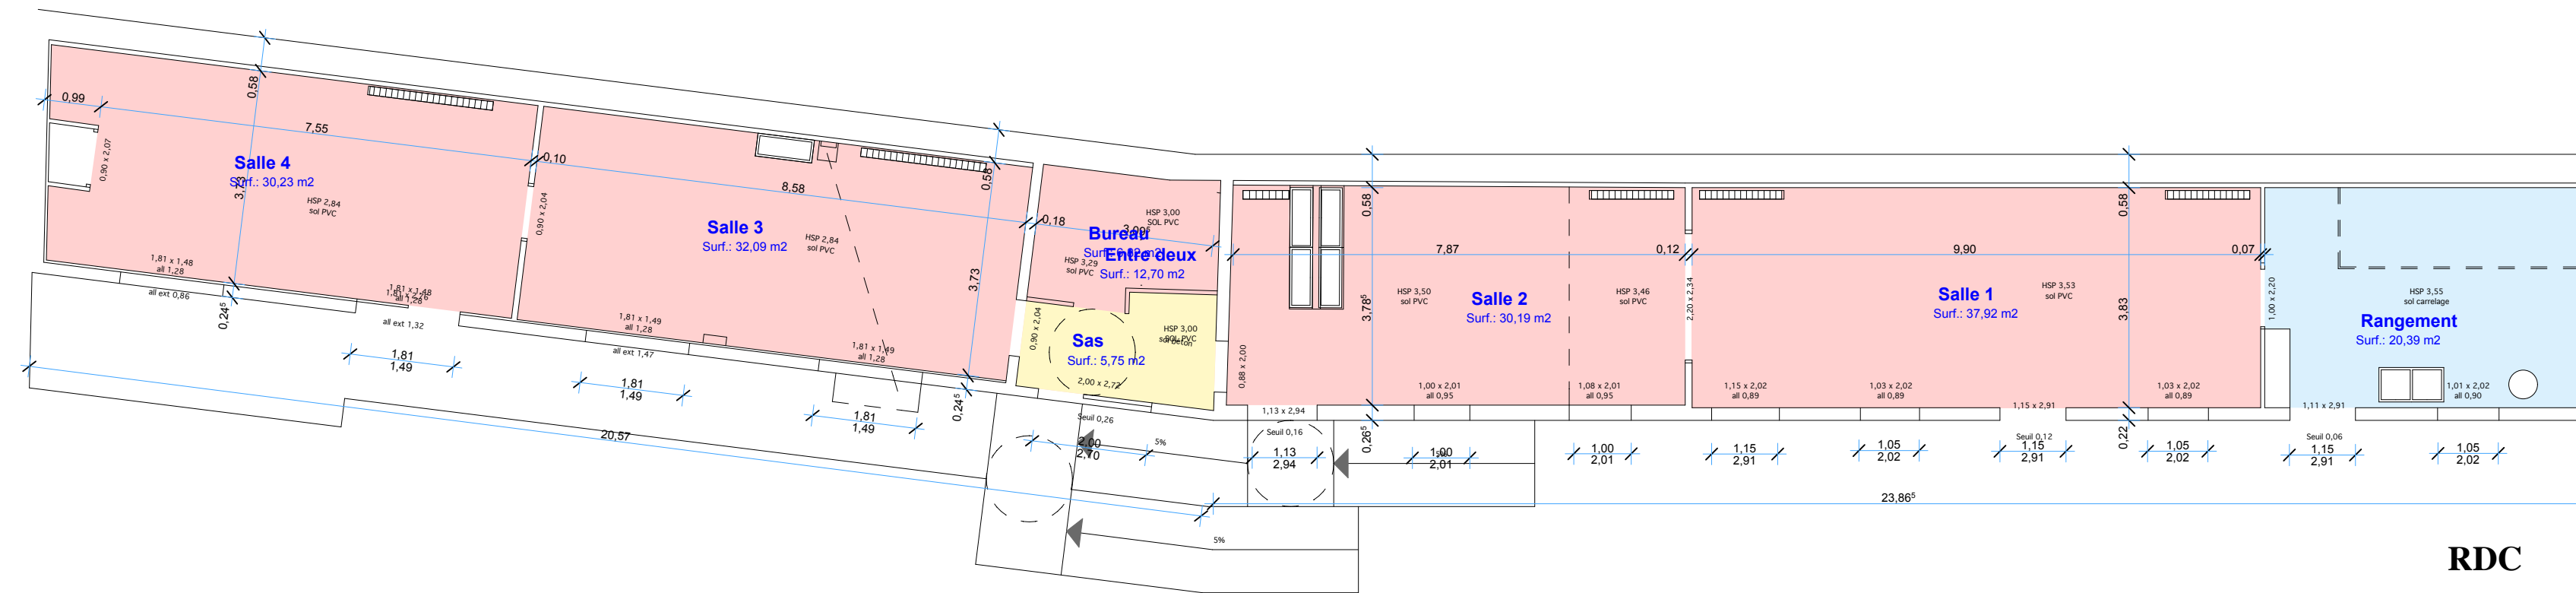 0,99
0,58
7,55
0,90 x 2,07
Salle 4
Surf.: 30,23 m2
3,73
HSP 2,84
sol PVC
1,81 x 1,48
all 1,28
all ext 0,86
0,24⁵
1,81 x 1,48
all 1,28
all ext 1,32
0,10
0,90 x 2,04
8,58
Salle 3
Surf.: 32,09 m2
HSP 2,84
sol PVC
0,58
3,73
1,81 x 1,49
all 1,28
all ext 1,47
1,81 x 1,49
all 1,28
0,24⁵
1,81
1,49
1,81
1,49
1,81
1,49
20,57
0,18
HSP 3,00
SOL PVC
Bureau
Entre deux
Surf.: 12,70 m2
HSP 3,29
sol PVC
0,90 x 2,04
HSP 3,00
Sas
Surf.: 5,75 m2
2,00 x 2,72
Seuil 0,26
5%
2,00
2,70
5%
0,88 x 2,00
1,13 x 2,94
Seuil 0,16
1,13
2,94
0,58
7,87
0,12
HSP 3,50
sol PVC
3,78⁵
Salle 2
Surf.: 30,19 m2
HSP 3,46
sol PVC
1,00 x 2,01
all 0,95
1,08 x 2,01
all 0,95
0,26⁵
1,00
2,01
1,00
2,01
2,20 x 2,34
9,90
0,58
0,07
Salle 1
Surf.: 37,92 m2
HSP 3,53
sol PVC
3,83
1,15 x 2,02
all 0,89
1,03 x 2,02
all 0,89
1,15 x 2,91
1,03 x 2,02
all 0,89
Seuil 0,12
0,22
1,15
2,91
1,05
2,02
1,15
2,91
1,05
2,02
23,86⁵
1,00 x 2,20
HSP 3,55
sol carrelage
Rangement
Surf.: 20,39 m2
1,01 x 2,02
all 0,90
1,11 x 2,91
Seuil 0,06
1,15
2,91
1,05
2,02
RDC